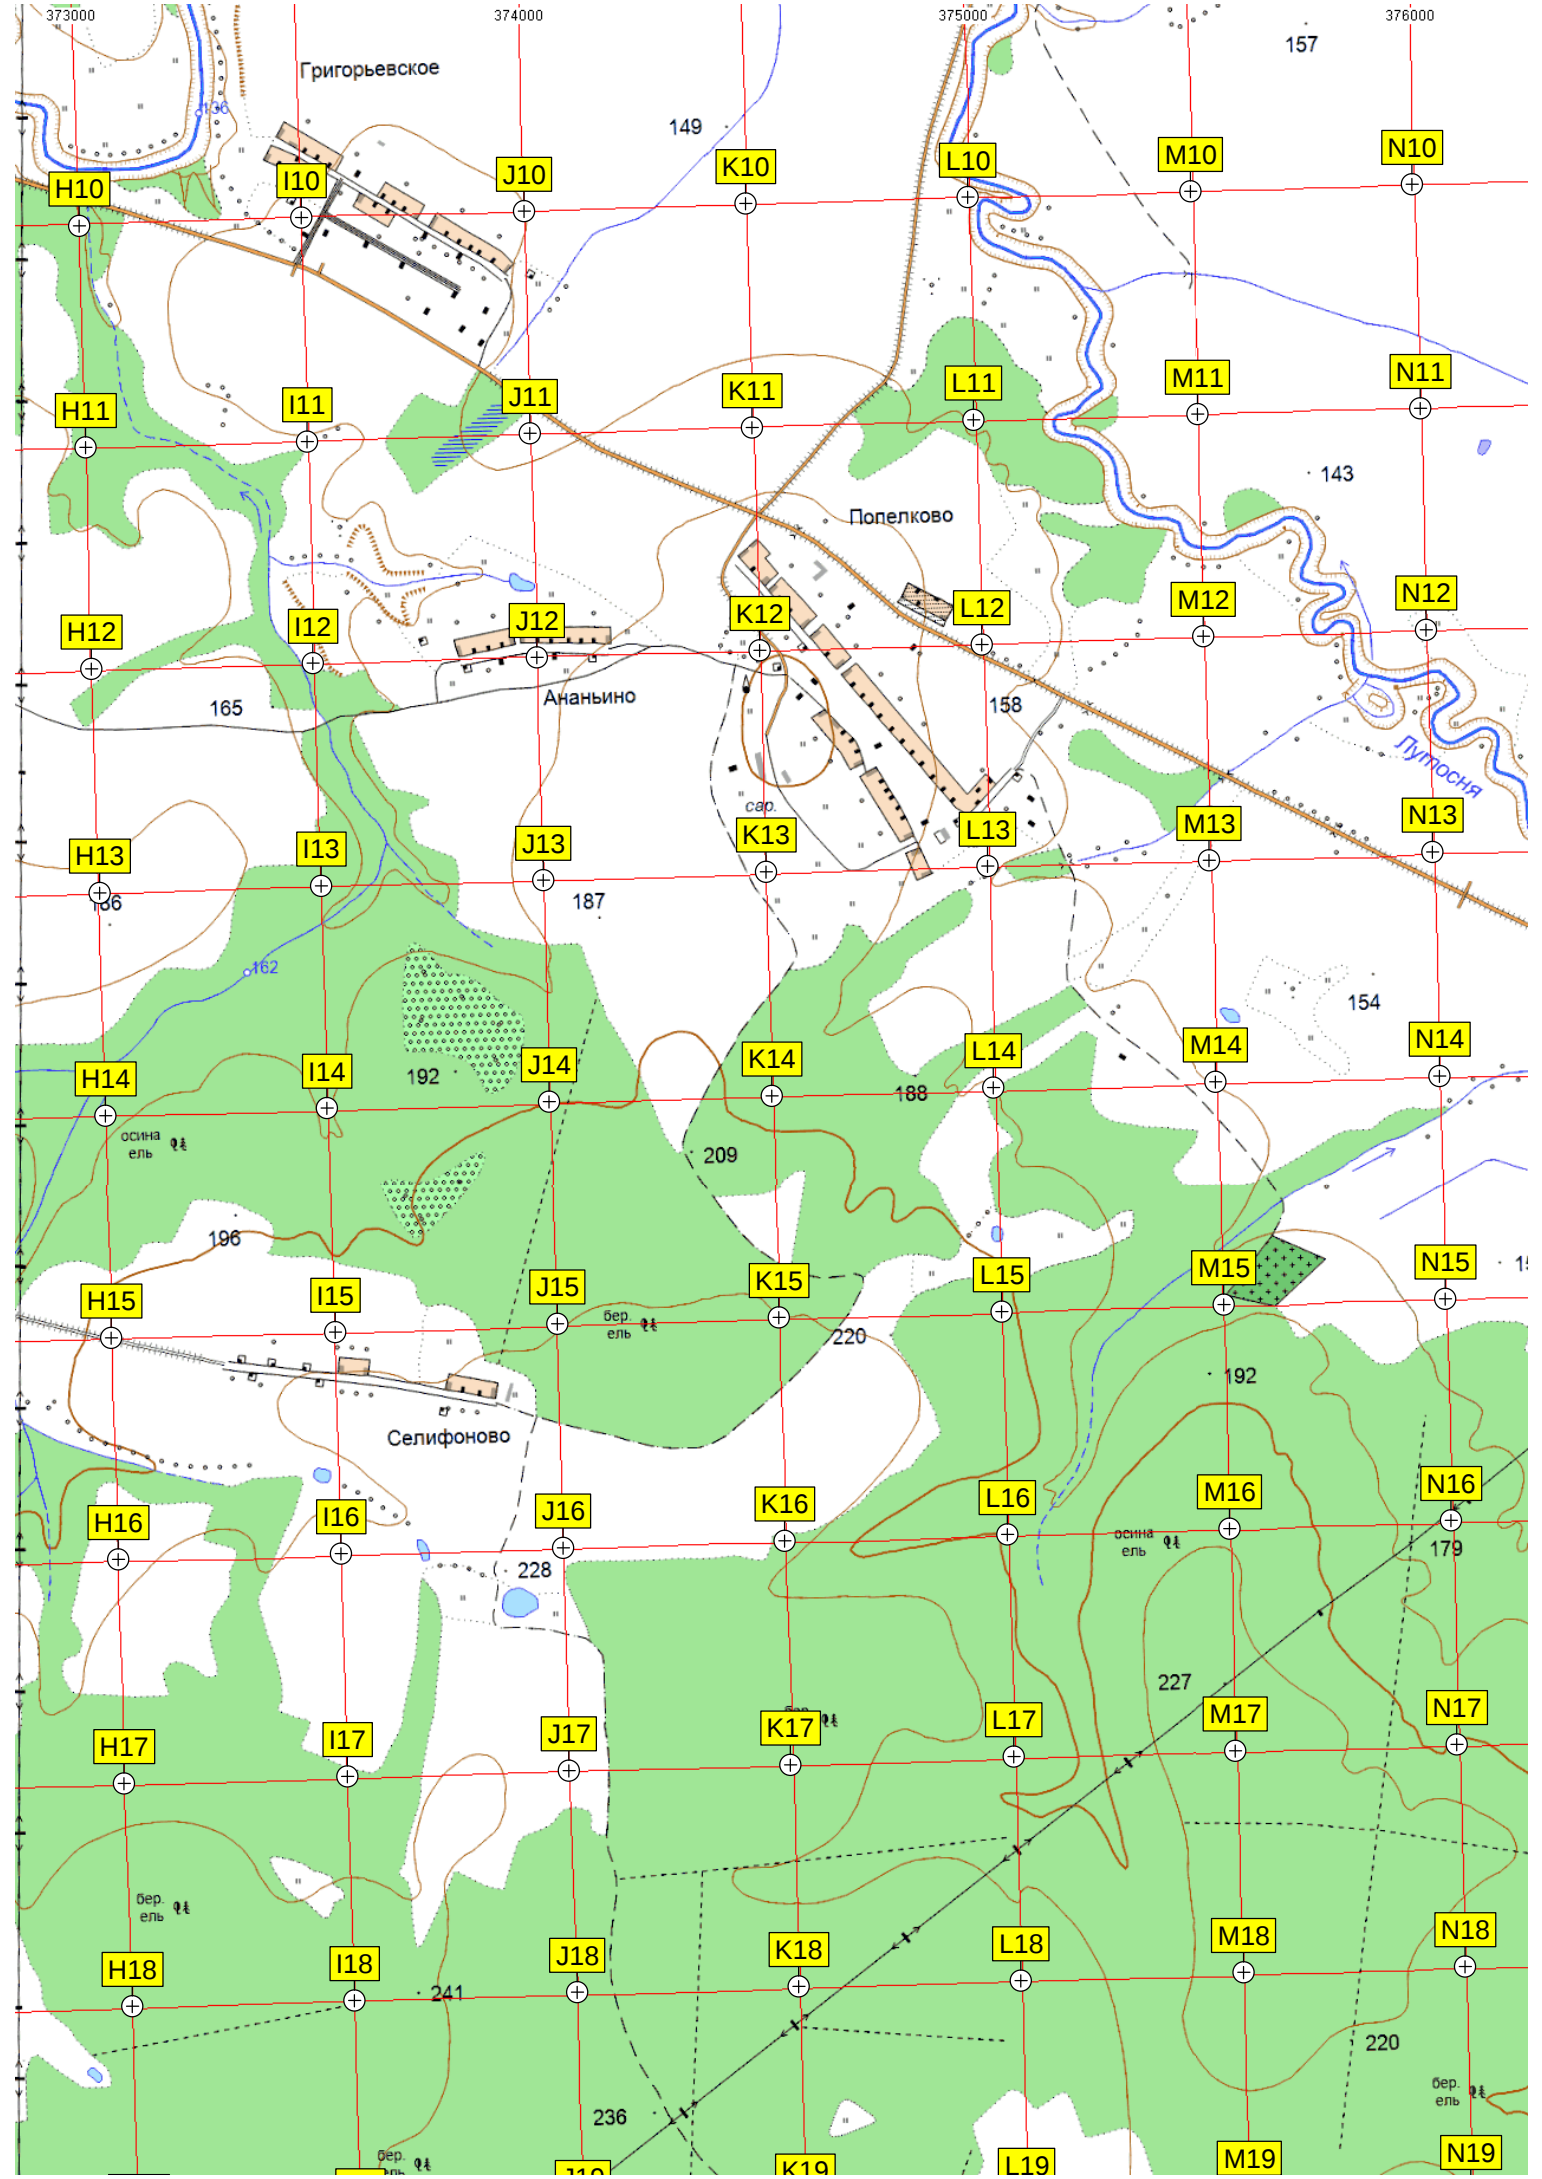 373000 374000 375000 376000
157
Григорьевское
136
149
H10 I10 J10 K10 L10 M10 N10
H11 I11 J11 K11 L11 M11 N11
143
Попелково
H12 I12 J12 K12 L12 M12 N12
165
Ананьино
158
Лутосня
сар.
H13 I13 J13 K13 L13 M13 N13
187
162
154
H14 I14 J14 K14 L14 M14 N14
192
188
осина
ель
209
196
H15 I15 J15 K15 L15 M15 N15
бер.
ель
220
192
Селифоново
H16 I16 J16 K16 L16 M16 N16
осина
ель
179
228
227
H17 I17 J17 K17 L17 M17 N17
бер.
ель
H18 I18 J18 K18 L18 M18 N18
241
220
бер.
ель
236
бер.
K19 L19 M19 N19